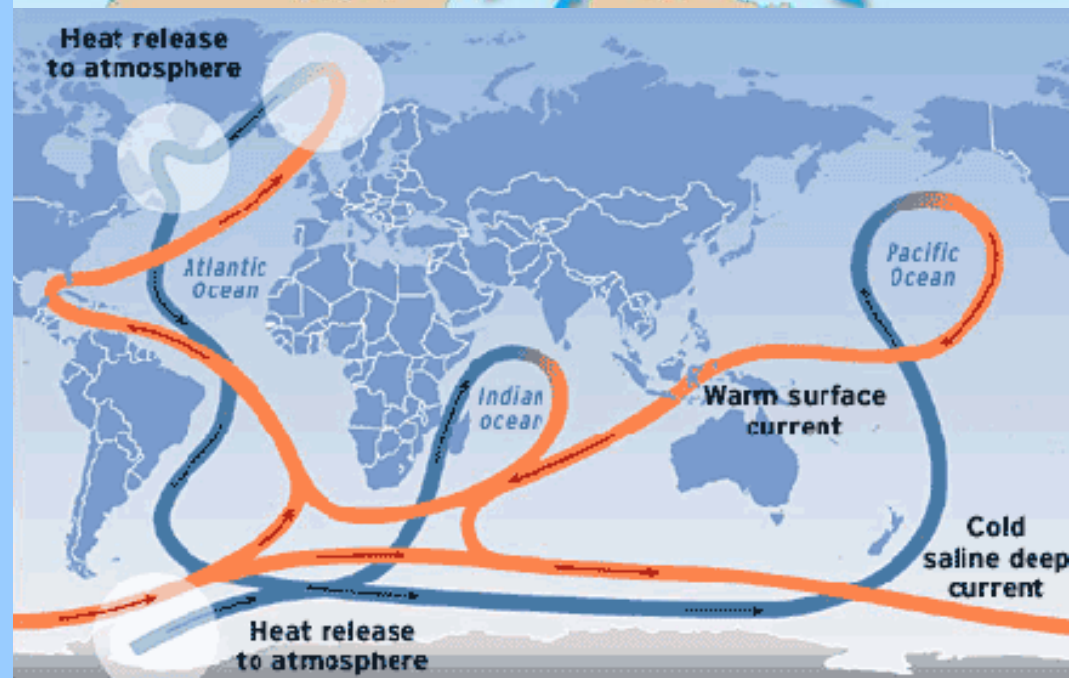 Heat release
to atmosphere
Atlantic
Ocean
Pacific
Ocean
Indian
ocean
Warm surface
current
Cold
saline deep
current
Heat release
to atmosphere